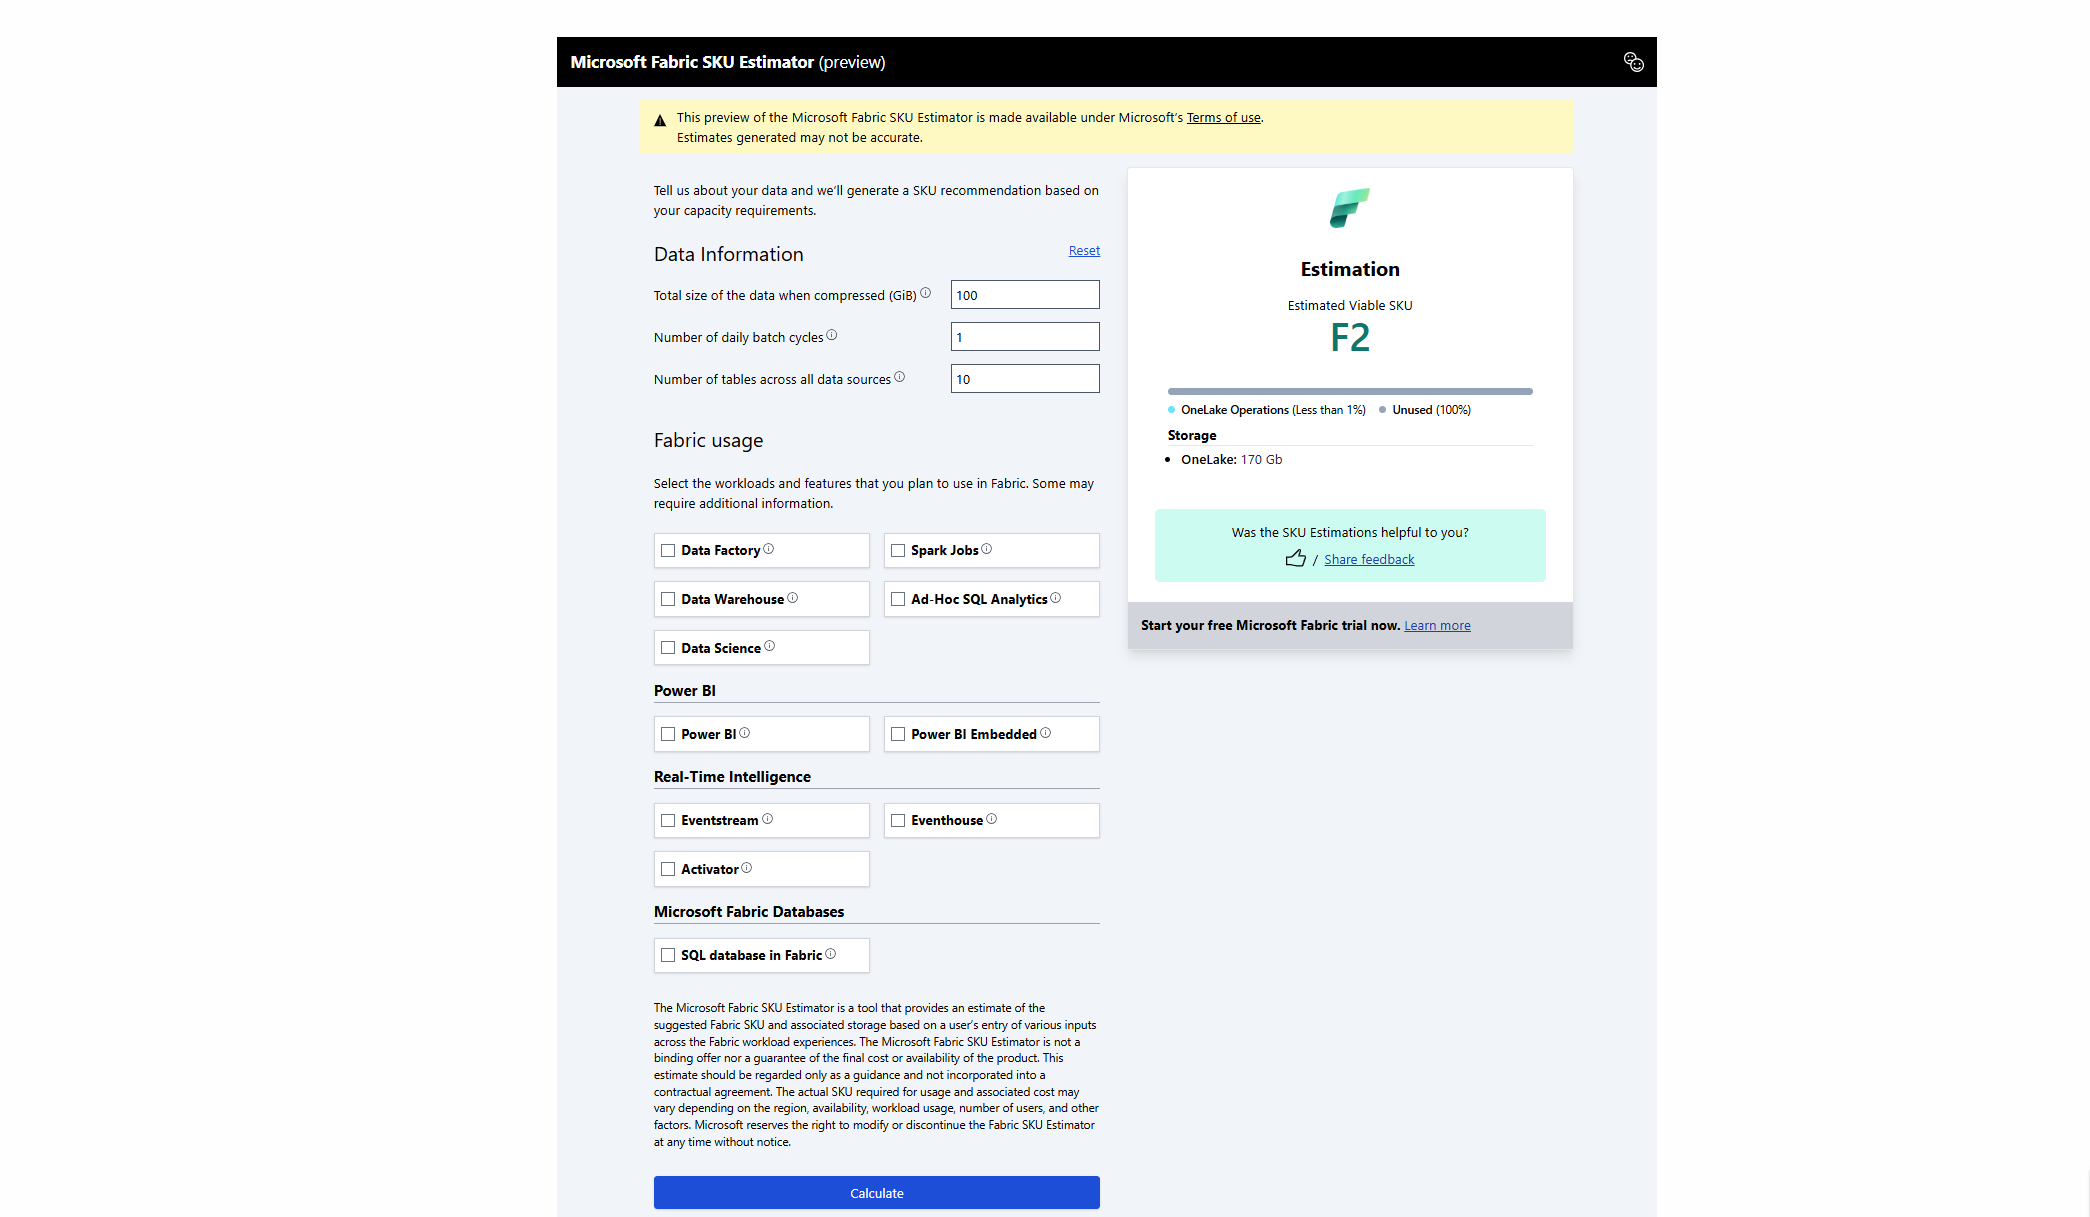 Microsoft Fabric SKU Estimator (preview)
This preview of the Microsoft Fabric SKU Estimator is made available under Microsoft's Terms of use.
Estimates generated may not be accurate.
Tell us about your data and we'll generate a SKU recommendation based on
your capacity requirements.
Data Information
Reset
Total size of the data when compressed (GiB)
100
Number of daily batch cycles
1
Number of tables across all data sources
10
Fabric usage
Select the workloads and features that you plan to use in Fabric. Some may
require additional information.
Data Factory
Spark Jobs
Data Warehouse
Ad-Hoc SQL Analytics
Data Science
Power BI
Power BI
Power BI Embedded
Real-Time Intelligence
Eventstream
Eventhouse
Activator
Microsoft Fabric Databases
SQL database in Fabric
The Microsoft Fabric SKU Estimator is a tool that provides an estimate of the
suggested Fabric SKU and associated storage based on a user's entry of various inputs
across the Fabric workload experiences. The Microsoft Fabric SKU Estimator is not a
binding offer nor a guarantee of the final cost or availability of the product. This
estimate should be regarded only as a guidance and not incorporated into a
contractual agreement. The actual SKU required for usage and associated cost may
vary depending on the region, availability, workload usage, number of users, and other
factors. Microsoft reserves the right to modify or discontinue the Fabric SKU Estimator
at any time without notice.
Calculate
Estimation
Estimated Viable SKU
F2
OneLake Operations (Less than 1%)
Unused (100%)
Storage
OneLake: 170 Gb
Was the SKU Estimations helpful to you?
/ Share feedback
Start your free Microsoft Fabric trial now. Learn more